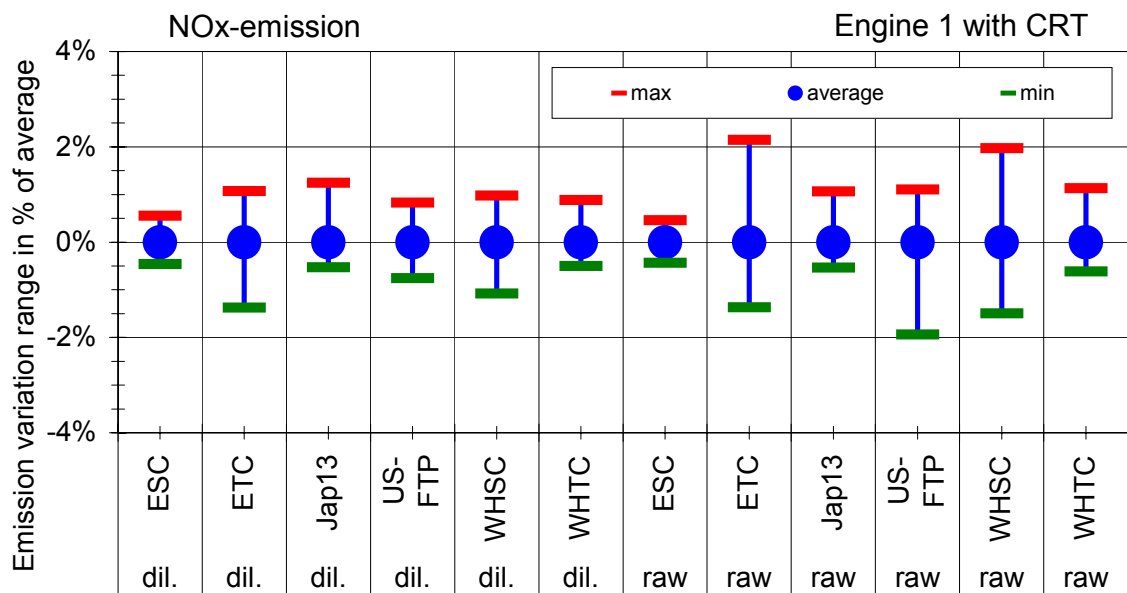 NOx-emission
Engine 1 with CRT
Emission variation range in % of average
4%
2%
0%
-2%
-4%
max
average
min
ESC
ETC
Jap13
US-
FTP
WHSC
WHTC
ESC
ETC
Jap13
US-
FTP
WHSC
WHTC
dil.
dil.
dil.
dil.
dil.
dil.
raw
raw
raw
raw
raw
raw